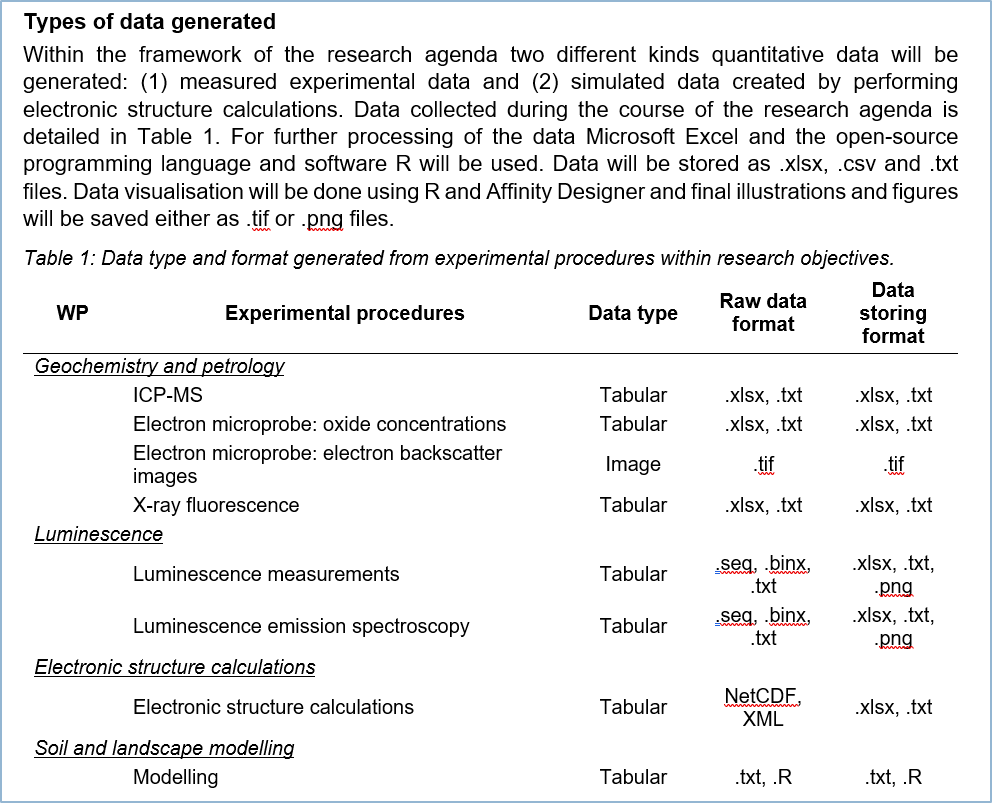 Types of data generated
Within the framework of the research agenda two different kinds quantitative data will be
generated: (1) measured experimental data and (2) simulated data created by performing
electronic structure calculations. Data collected during the course of the research agenda is
detailed in Table 1. For further processing of the data Microsoft Excel and the open-source
programming language and software R will be used. Data will be stored as .xlsx, .csv and .txt
files. Data visualisation will be done using R and Affinity Designer and final illustrations and figures
will be saved either as .tif or .png files.
Table 1: Data type and format generated from experimental procedures within research objectives.
WP Experimental procedures Data type Raw data format Data storing format
Geochemistry and petrology
ICP-MS Tabular .xlsx, .txt .xlsx, .txt
Electron microprobe: oxide concentrations Tabular .xlsx, .txt .xlsx, .txt
Electron microprobe: electron backscatter
images Image .tif .tif
X-ray fluorescence Tabular .xlsx, .txt .xlsx, .txt
Luminescence
Luminescence measurements Tabular .seq, .binx, .txt .xlsx, .txt, .png
Luminescence emission spectroscopy Tabular .seq, .binx, .txt .xlsx, .txt, .png
Electronic structure calculations
Electronic structure calculations Tabular NetCDF, XML .xlsx, .txt
Soil and landscape modelling
Modelling Tabular .txt, .R .txt, .R